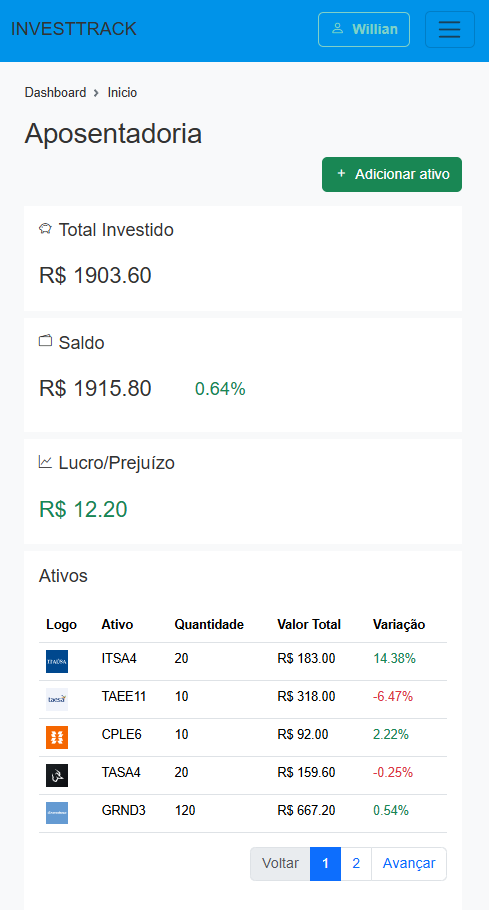 INVESTTRACK Willian
Dashboard > Inicio
Aposentadoria
+ Adicionar ativo
Total Investido
R$ 1903.60
Saldo
R$ 1915.80 0.64%
Lucro/Prejuízo
R$ 12.20
Ativos
Logo Ativo Quantidade Valor Total Variação
ITAÚSA ITSA4 20 R$ 183.00 14.38%
taesa TAEE11 10 R$ 318.00 -6.47%
CPLE6 10 R$ 92.00 2.22%
TASA4 20 R$ 159.60 -0.25%
GRND3 120 R$ 667.20 0.54%
Voltar 1 2 Avançar